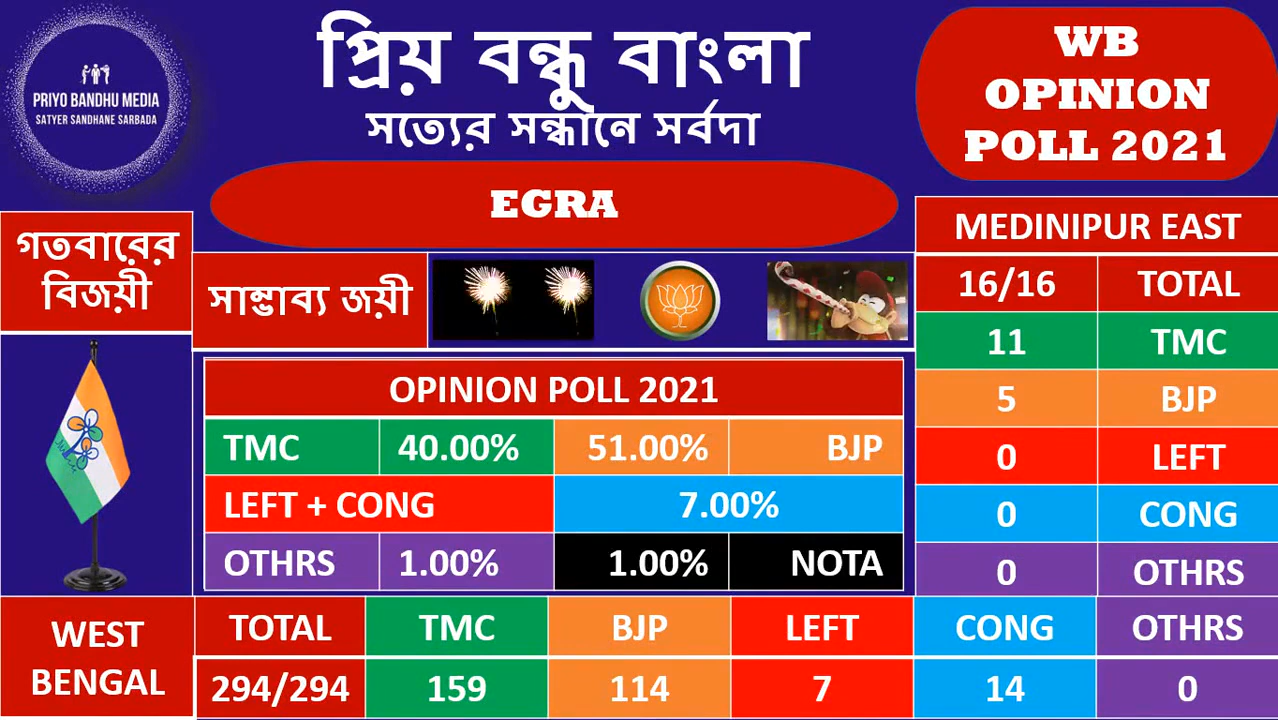 PRIYO BANDHU MEDIA
SATYER SANDHANE SARBADA
প্রিয় বন্ধু বাংলা
সত্যের সন্ধানে সর্বদা
WB
OPINION
POLL 2021
EGRA
গতবারের
বিজয়ী
সাম্ভাব্য জয়ী
MEDINIPUR EAST
16/16 TOTAL
11 TMC
5 BJP
0 LEFT
0 CONG
0 OTHRS
OPINION POLL 2021
TMC 40.00% 51.00% BJP
LEFT + CONG 7.00%
OTHRS 1.00% 1.00% NOTA
WEST
BENGAL
TOTAL TMC BJP LEFT CONG OTHRS
294/294 159 114 7 14 0